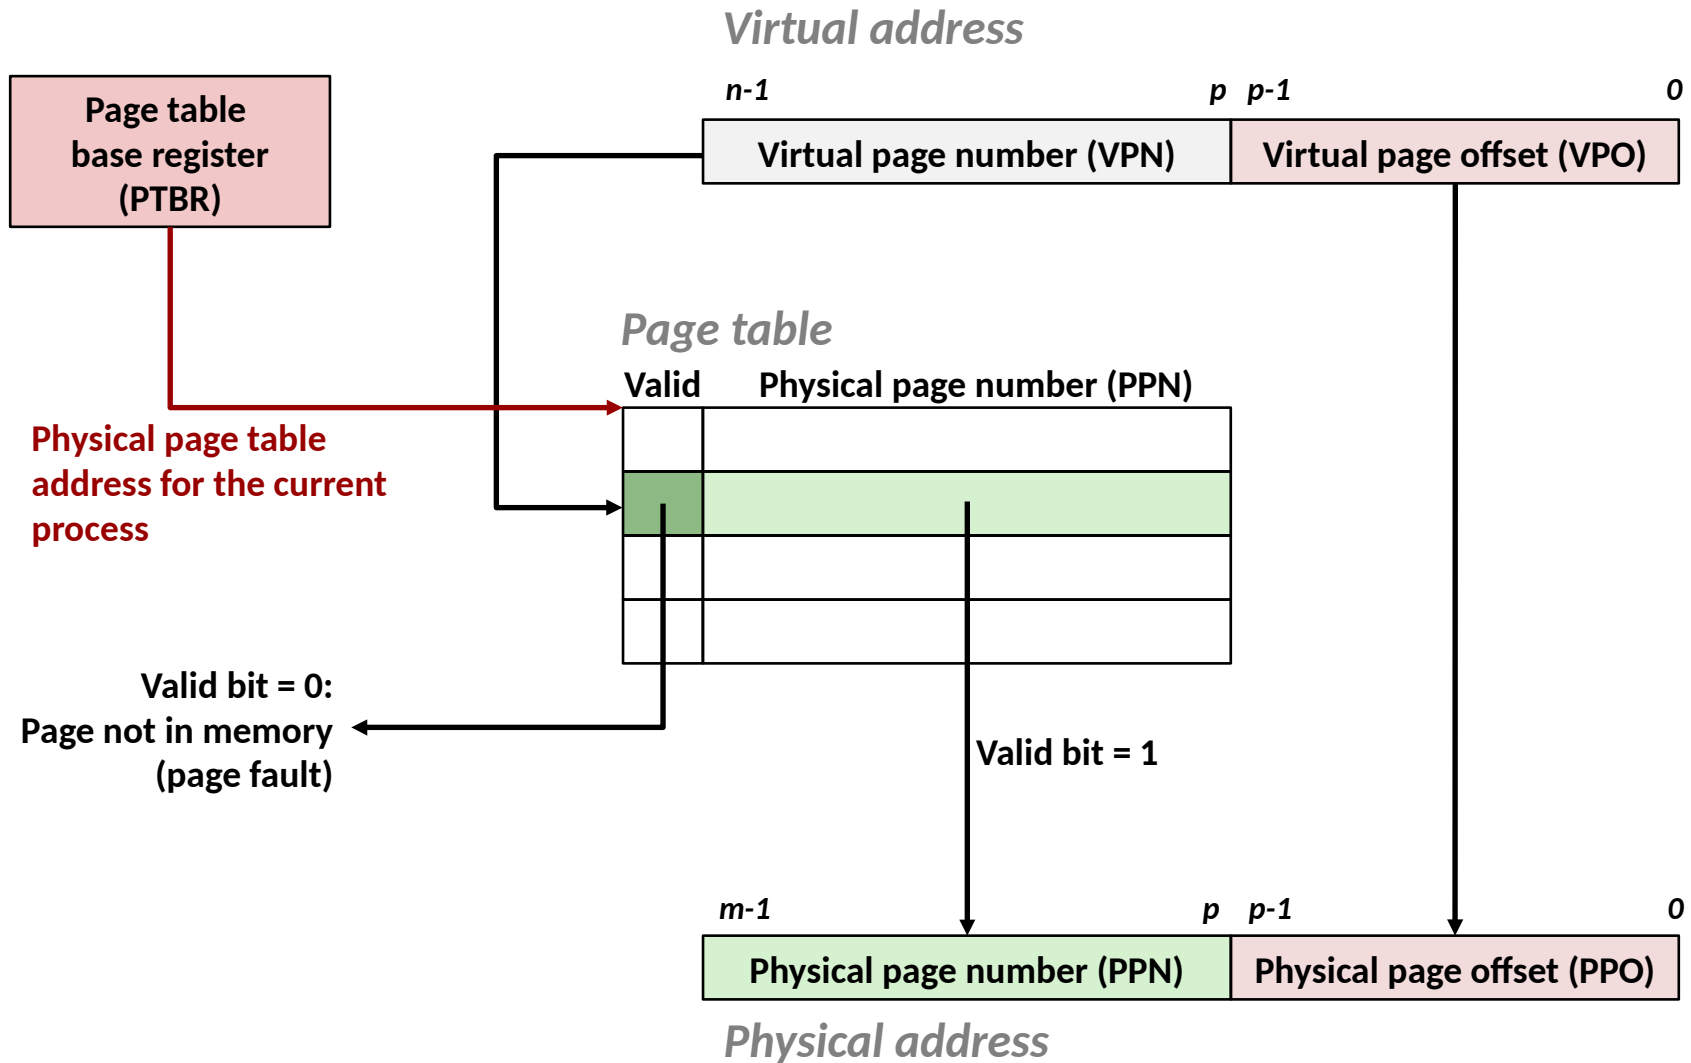 Virtual address
n-1 p p-1 0
Page table
base register
(PTBR)
Virtual page number (VPN) Virtual page offset (VPO)
Page table
Valid Physical page number (PPN)
Physical page table
address for the current
process
Valid bit = 0:
Page not in memory
(page fault)
Valid bit = 1
m-1 p p-1 0
Physical page number (PPN) Physical page offset (PPO)
Physical address